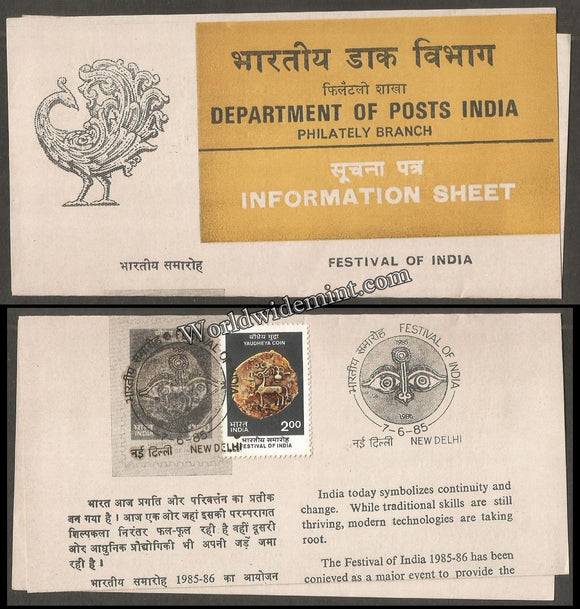 भारतीय डाक विभाग
फिलैटली शाखा
DEPARTMENT OF POSTS INDIA
PHILATELY BRANCH
सूचना पत्र
INFORMATION SHEET
भारतीय समारोह
FESTIVAL OF INDIA
Worldwidemint.com
यौधेय मुद्रा
YAUDHEYA COIN
भारत
INDIA
2.00
भारतीय समारोह
FESTIVAL OF INDIA
भारतीय समारोह
7-6-85
नई दिल्ली NEW DELHI
भारतीय समारोह FESTIVAL OF INDIA
1985
1986
7-6-85
नई दिल्ली NEW DELHI
भारत आज प्रगति और परिवर्त्तन का प्रतीक
बन गया है। आज एक ओर जहां इसकी परम्परागत
शिल्पकला निरंतर फल-फूल रही है वहीं दूसरी
ओर आधुनिक प्रौद्योगिकी भी अपनी जड़ें जमा
रही है।
भारतीय समारोह 1985-86 का आयोजन
India today symbolizes continuity and
change. While traditional skills are still
thriving, modern technologies are taking
root.
The Festival of India 1985-86 has been
conieved as a major event to provide the